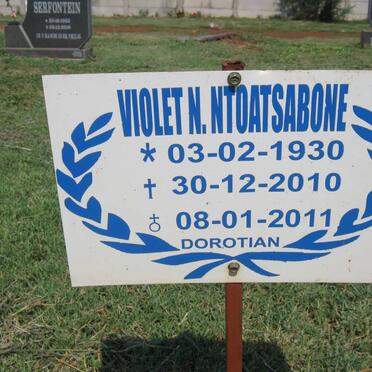 SERFONTEIN
VIOLET N. NTOATSABONE
* 03-02-1930
† 30-12-2010
♁ 08-01-2011
DOROTIAN